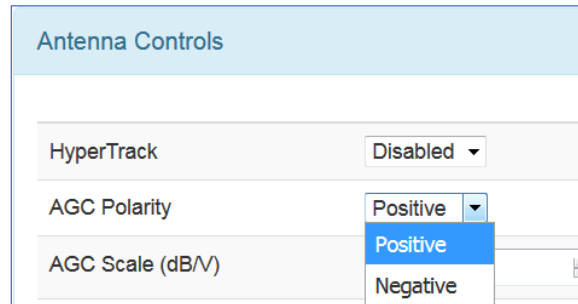 Antenna Controls
HyperTrack Disabled
AGC Polarity Positive
Positive
AGC Scale (dB/V)
Negative